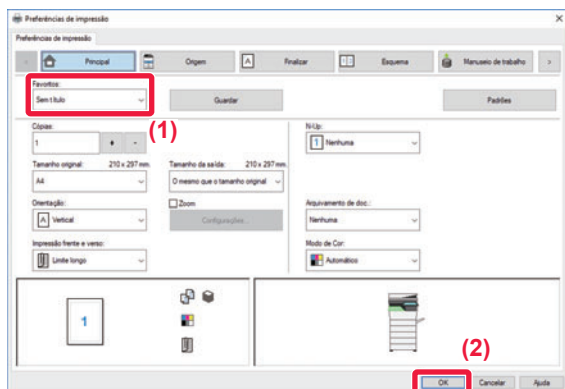 Preferências de impressão
Preferências de impressão
Principal Origem A Finalizar Esquema Manuseio de trabalho
Favoritos:
Sem título Guardar Padrões
(1)
Cópias: N-Up:
1 + - 1 Nenhuma
Tamanho original: 210 x 297 mm. Tamanho da saída: 210 x 297 mm.
A4 O mesmo que o tamanho original
Orientação: Zoom Arquivamento de doc.:
A Vertical Configurações... Nenhuma
Impressão frente e verso: Modo de Cor:
Limite longo Automático
1
(2)
OK Cancelar Ajuda